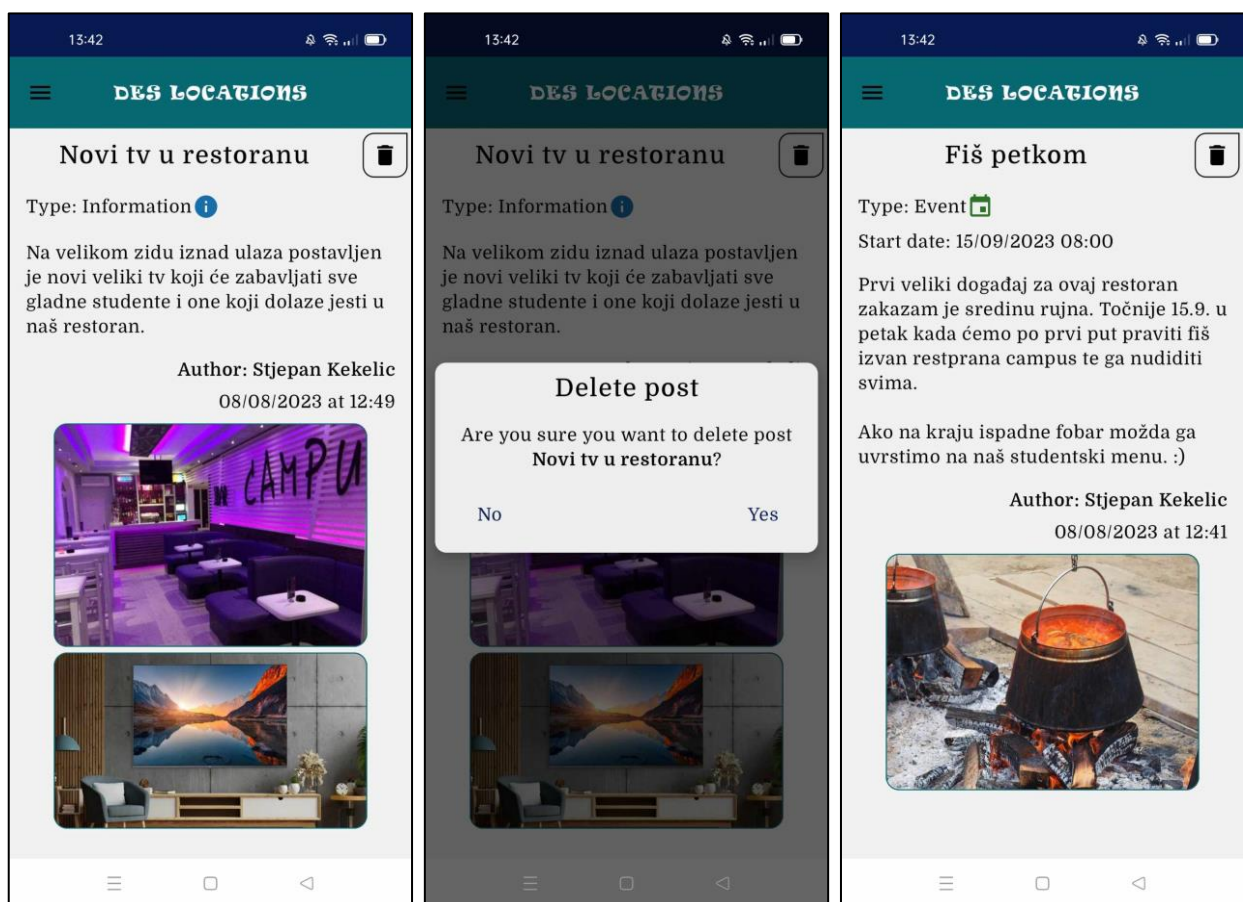 13:42
DES LOCATIONS
Novi tv u restoranu
Type: Information
Na velikom zidu iznad ulaza postavljen
je novi veliki tv koji će zabavljati sve
gladne studente i one koji dolaze jesti u
naš restoran.
Author: Stjepan Kekelic
08/08/2023 at 12:49
CAMPU
13:42
DES LOCATIONS
Novi tv u restoranu
Type: Information
Na velikom zidu iznad ulaza postavljen
je novi veliki tv koji će zabavljati sve
gladne studente i one koji dolaze jesti u
naš restoran.
Delete post
Are you sure you want to delete post
Novi tv u restoranu?
No Yes
13:42
DES LOCATIONS
Fiš petkom
Type: Event
Start date: 15/09/2023 08:00
Prvi veliki događaj za ovaj restoran
zakazam je sredinu rujna. Točnije 15.9. u
petak kada ćemo po prvi put praviti fiš
izvan restprana campus te ga nuditi
svima.
Ako na kraju ispadne fobar možda ga
uvrstimo na naš studentski menu. :)
Author: Stjepan Kekelic
08/08/2023 at 12:41